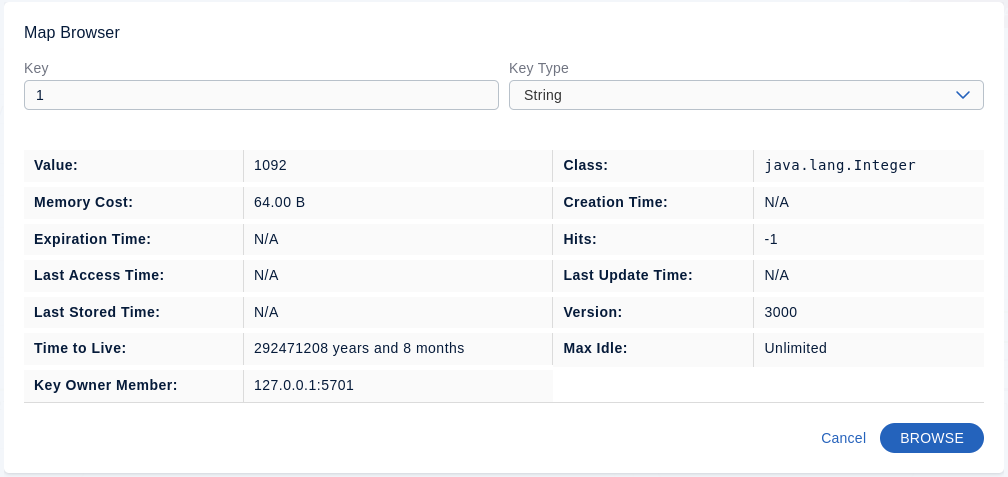 Map Browser
Key Key Type
1 String
Value: 1092 Class: java.lang.Integer
Memory Cost: 64.00 B Creation Time: N/A
Expiration Time: N/A Hits: -1
Last Access Time: N/A Last Update Time: N/A
Last Stored Time: N/A Version: 3000
Time to Live: 292471208 years and 8 months Max Idle: Unlimited
Key Owner Member: 127.0.0.1:5701
Cancel BROWSE